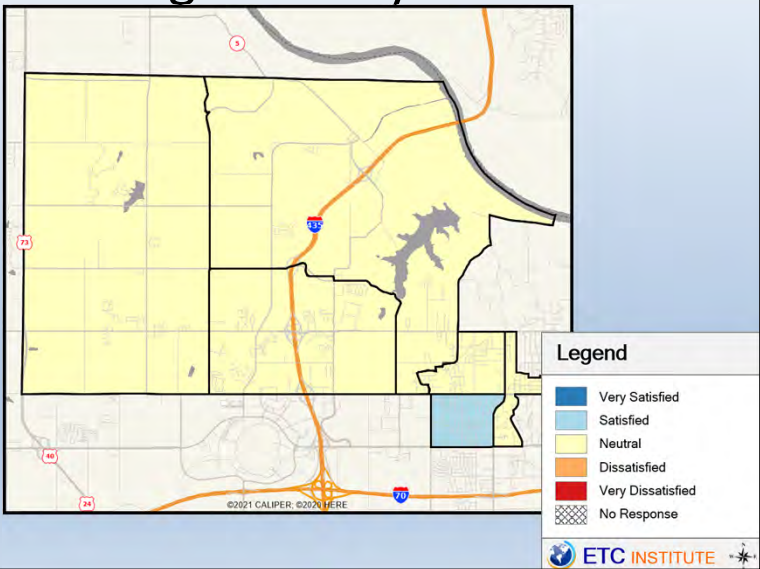 5
435
73
Legend
Very Satisfied
Satisfied
Neutral
Dissatisfied
Very Dissatisfied
No Response
40
24
70
©2021 CALIPER; ©2020 HERE
ETC INSTITUTE